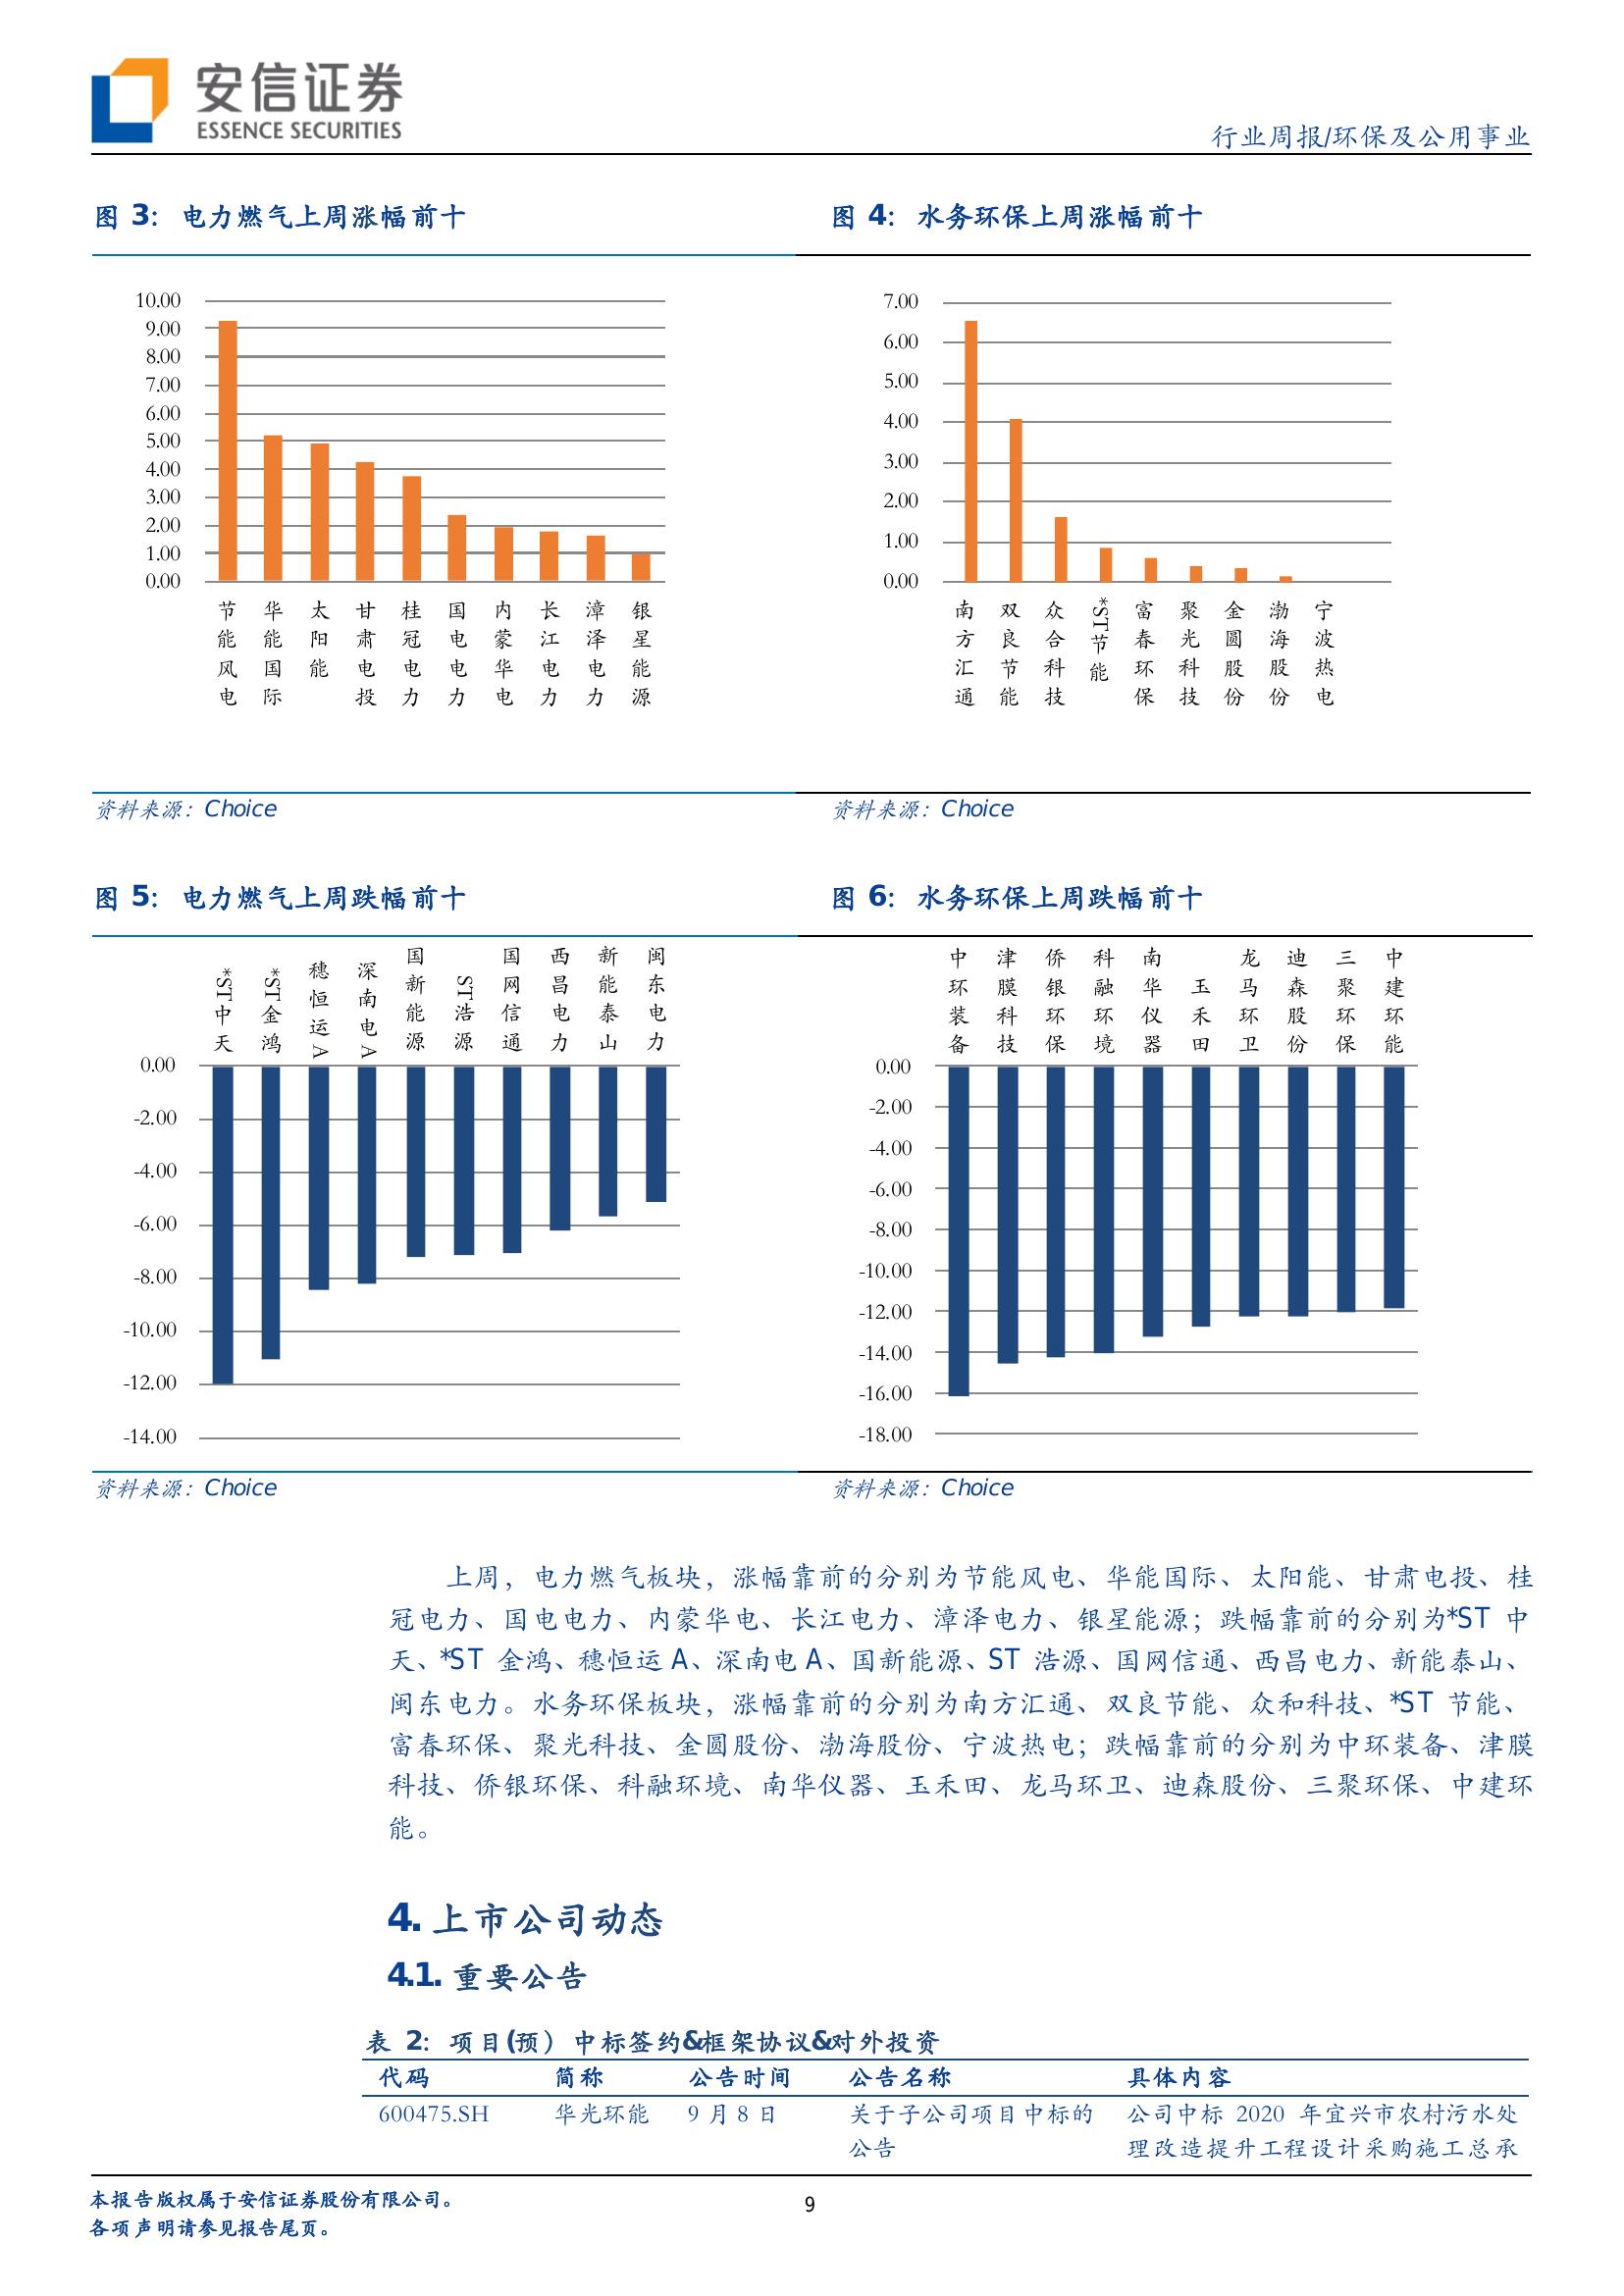 安信证券
ESSENCE SECURITIES
行业周报/环保及公用事业
图 3：电力燃气上周涨幅前十
10.00
9.00
8.00
7.00
6.00
5.00
4.00
3.00
2.00
1.00
0.00
节能风电
华能国际
太阳能
甘肃电投
桂冠电力
国电电力
内蒙华电
长江电力
漳泽电力
银星能源
资料来源：Choice
图 4：水务环保上周涨幅前十
7.00
6.00
5.00
4.00
3.00
2.00
1.00
0.00
南方汇通
双良节能
众合科技
*ST节能
富春环保
聚光科技
金圆股份
渤海股份
宁波热电
资料来源：Choice
图 5：电力燃气上周跌幅前十
*ST中天
*ST金鸿
穗恒运A
深南电A
国新能源
ST浩源
国网信通
西昌电力
新能泰山
闽东电力
0.00
-2.00
-4.00
-6.00
-8.00
-10.00
-12.00
-14.00
资料来源：Choice
图 6：水务环保上周跌幅前十
中环装备
津膜科技
侨银环保
科融环境
南华仪器
玉禾田
龙马环卫
迪森股份
三聚环保
中建环能
0.00
-2.00
-4.00
-6.00
-8.00
-10.00
-12.00
-14.00
-16.00
-18.00
资料来源：Choice
上周，电力燃气板块，涨幅靠前的分别为节能风电、华能国际、太阳能、甘肃电投、桂
冠电力、国电电力、内蒙华电、长江电力、漳泽电力、银星能源；跌幅靠前的分别为*ST 中
天、*ST 金鸿、穗恒运 A、深南电 A、国新能源、ST 浩源、国网信通、西昌电力、新能泰山、
闽东电力。水务环保板块，涨幅靠前的分别为南方汇通、双良节能、众和科技、*ST 节能、
富春环保、聚光科技、金圆股份、渤海股份、宁波热电；跌幅靠前的分别为中环装备、津膜
科技、侨银环保、科融环境、南华仪器、玉禾田、龙马环卫、迪森股份、三聚环保、中建环
能。
4. 上市公司动态
4.1. 重要公告
表 2：项目(预）中标签约&框架协议&对外投资
代码 简称 公告时间 公告名称 具体内容
600475.SH 华光环能 9 月 8 日 关于子公司项目中标的 公司中标 2020 年宜兴市农村污水处
公告 理改造提升工程设计采购施工总承
本报告版权属于安信证券股份有限公司。
各项声明请参见报告尾页。
9